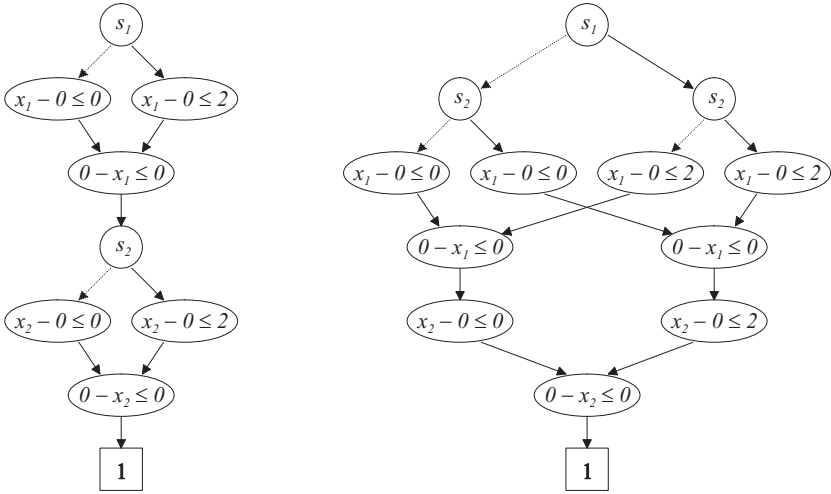 s₁
x₁ – 0 ≤ 0
x₁ – 0 ≤ 2
0 – x₁ ≤ 0
s₂
x₂ – 0 ≤ 0
x₂ – 0 ≤ 2
0 – x₂ ≤ 0
1
s₁
s₂
s₂
x₁ – 0 ≤ 0
x₁ – 0 ≤ 0
x₁ – 0 ≤ 2
x₁ – 0 ≤ 2
0 – x₁ ≤ 0
0 – x₁ ≤ 0
x₂ – 0 ≤ 0
x₂ – 0 ≤ 2
0 – x₂ ≤ 0
1